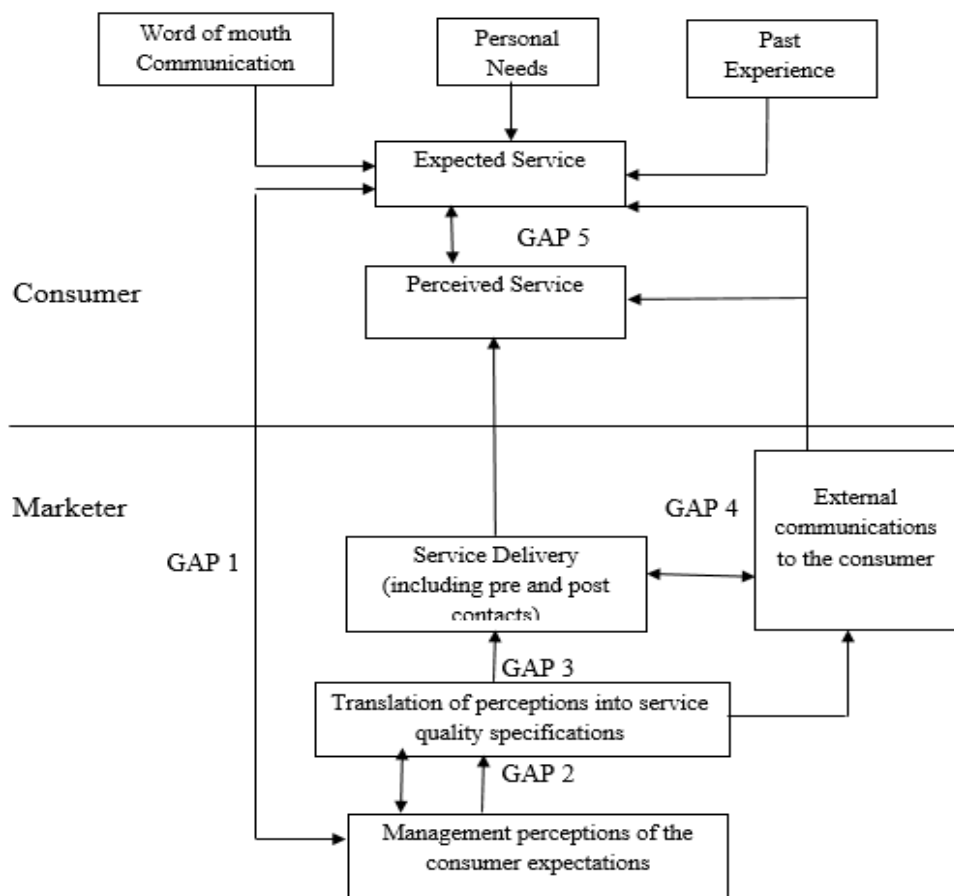 Word of mouth
Communication
Personal
Needs
Past
Experience
Expected Service
GAP 5
Perceived Service
Consumer
Marketer
GAP 1
GAP 4
External
communications
to the consumer
Service Delivery
(including pre and post
contacts)
GAP 3
Translation of perceptions into service
quality specifications
GAP 2
Management perceptions of the
consumer expectations